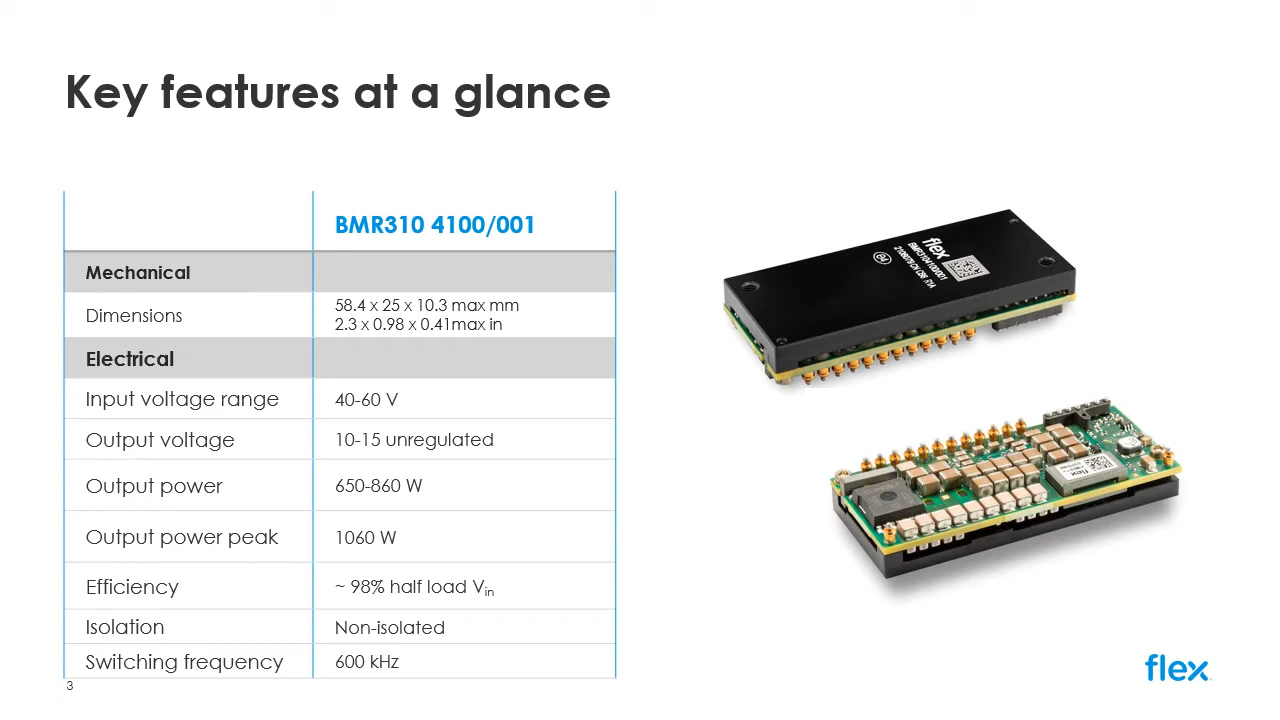 Key features at a glance
BMR310 4100/001
Mechanical
Dimensions
58.4 x 25 x 10.3 max mm
2.3 x 0.98 x 0.41max in
Electrical
Input voltage range
40-60 V
Output voltage
10-15 unregulated
Output power
650-860 W
Output power peak
1060 W
Efficiency
~ 98% half load Vin
Isolation
Non-isolated
Switching frequency
600 kHz
3
flex
BMR3104100/001
flex
flex